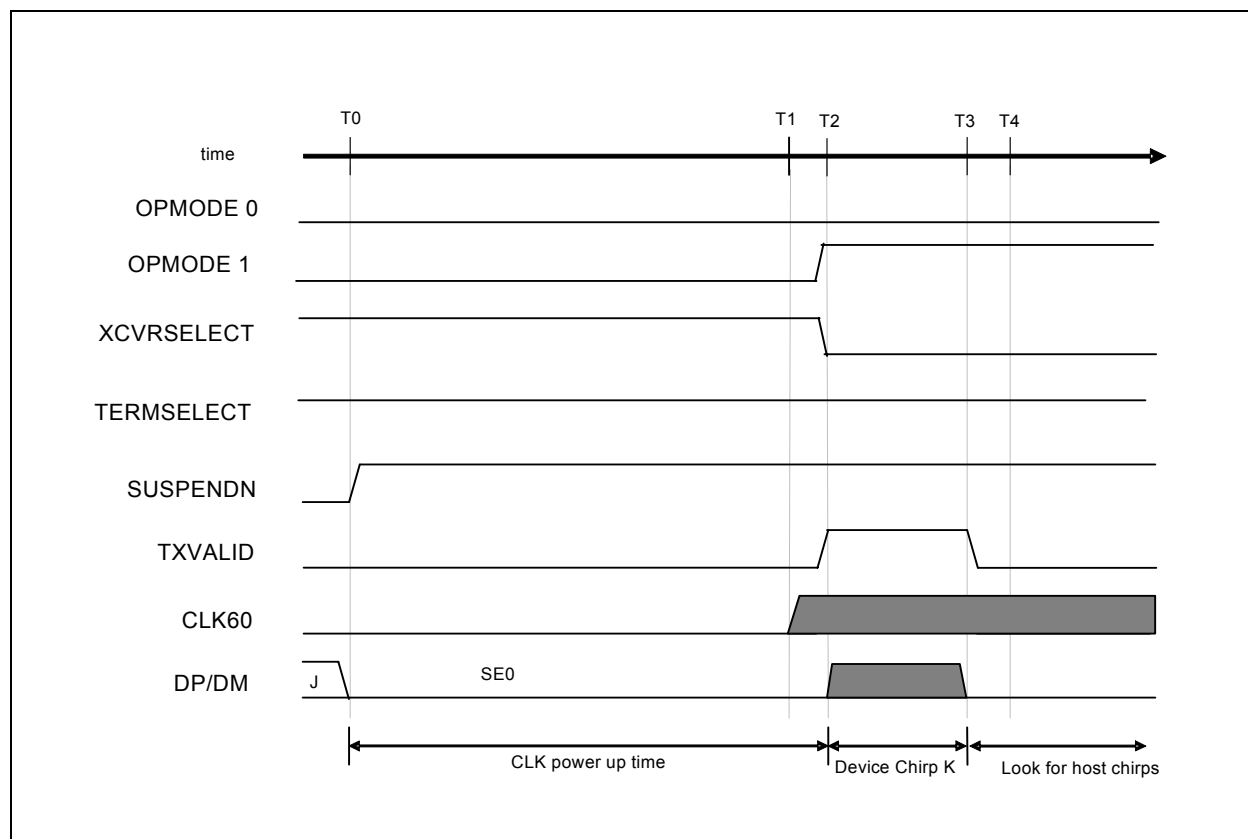 T0
T1
T2
T3
T4
time
OPMODE 0
OPMODE 1
XCVRSELECT
TERMSELECT
SUSPENDN
TXVALID
CLK60
DP/DM
J
SE0
CLK power up time
Device Chirp K
Look for host chirps